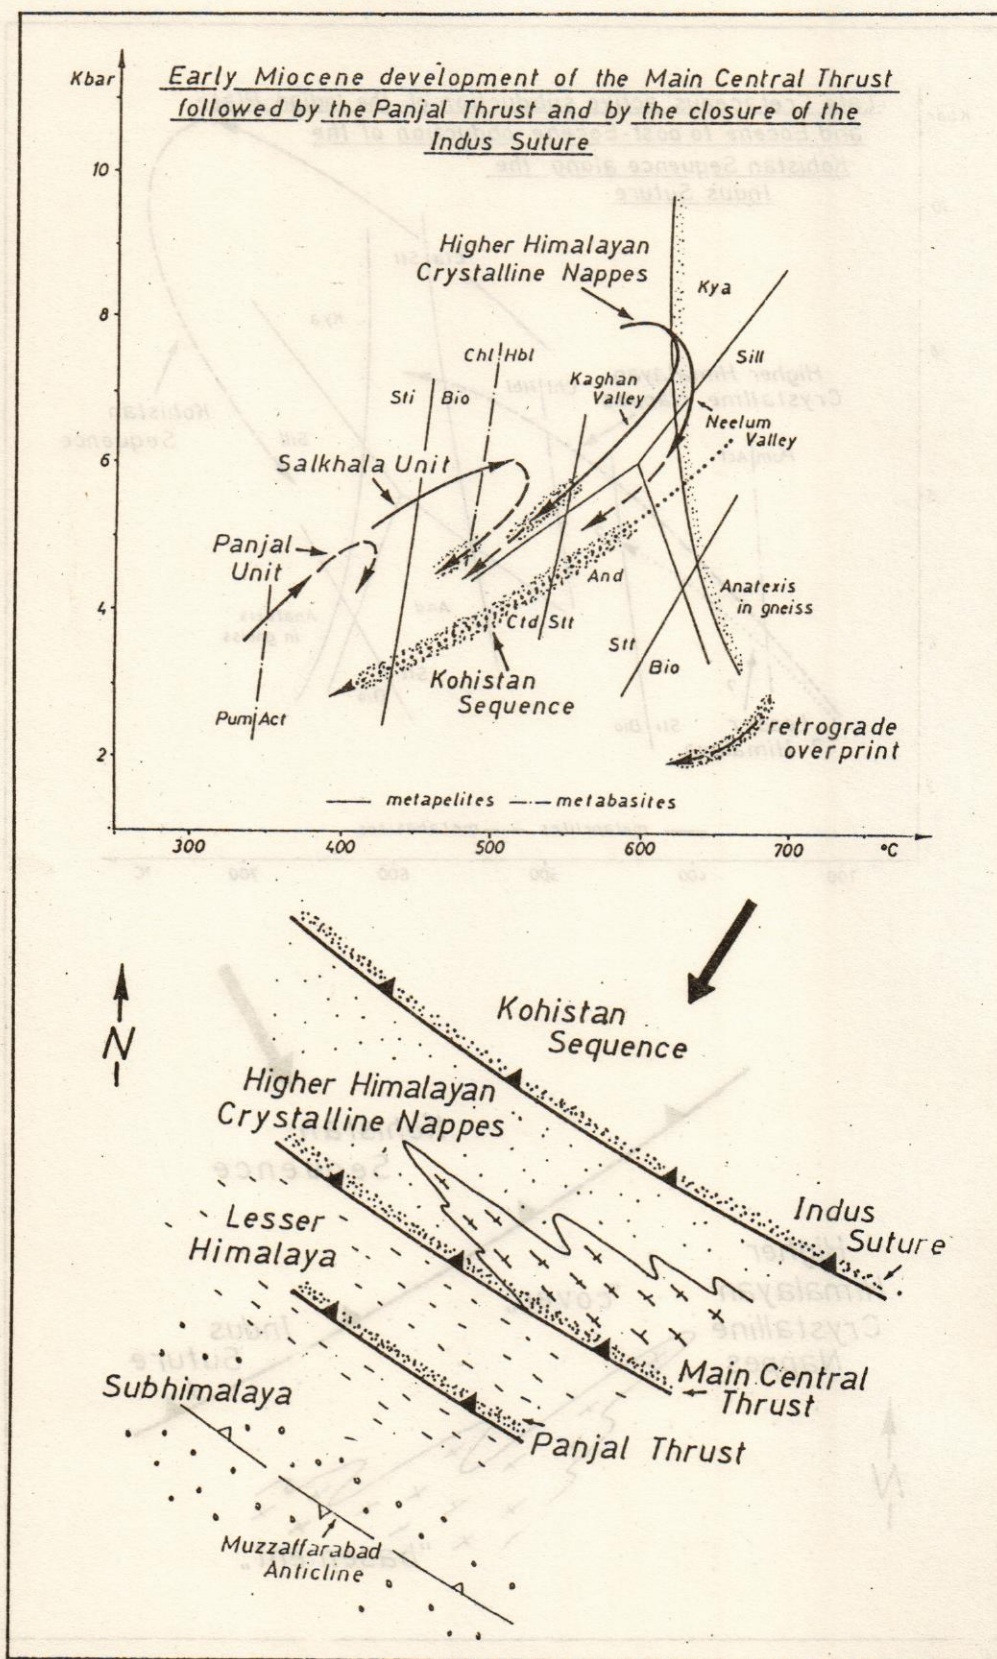 Kbar
Early Miocene development of the Main Central Thrust
followed by the Panjal Thrust and by the closure of the
Indus Suture
10
8
6
4
2
Higher Himalayan
Crystalline Nappes
Kya
Sill
Chl Hbl
Kaghan
Valley
Sti Bio
Neelum
Valley
Salkhala Unit
Panjal
Unit
And
Anatexis
in gneiss
Ctd Stt
Stt
Bio
Kohistan
Sequence
Pum Act
retrograde
overprint
metapelites metabasites
300 400 500 600 700 °C
N
Kohistan
Sequence
Higher Himalayan
Crystalline Nappes
Indus
Suture
Lesser
Himalaya
Main Central
Thrust
Subhimalaya
Panjal Thrust
Muzzaffarabad
Anticline